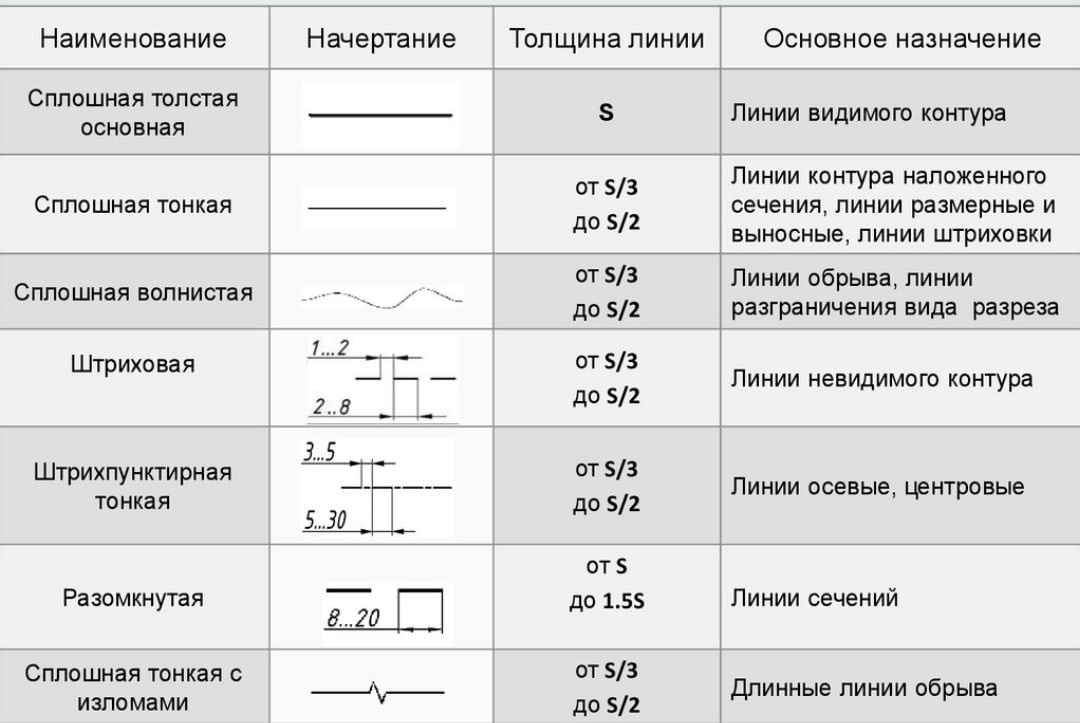 Наименование
Начертание
Толщина линии
Основное назначение
Сплошная толстая
основная
S
Линии видимого контура
Сплошная тонкая
от S/3
до S/2
Линии контура наложенного
сечения, линии размерные и
выносные, линии штриховки
Сплошная волнистая
от S/3
до S/2
Линии обрыва, линии
разграничения вида разреза
Штриховая
1...2
2..8
от S/3
до S/2
Линии невидимого контура
Штрихпунктирная
тонкая
3...5
5...30
от S/3
до S/2
Линии осевые, центровые
Разомкнутая
8...20
от S
до 1.5S
Линии сечений
Сплошная тонкая с
изломами
от S/3
до S/2
Длинные линии обрыва